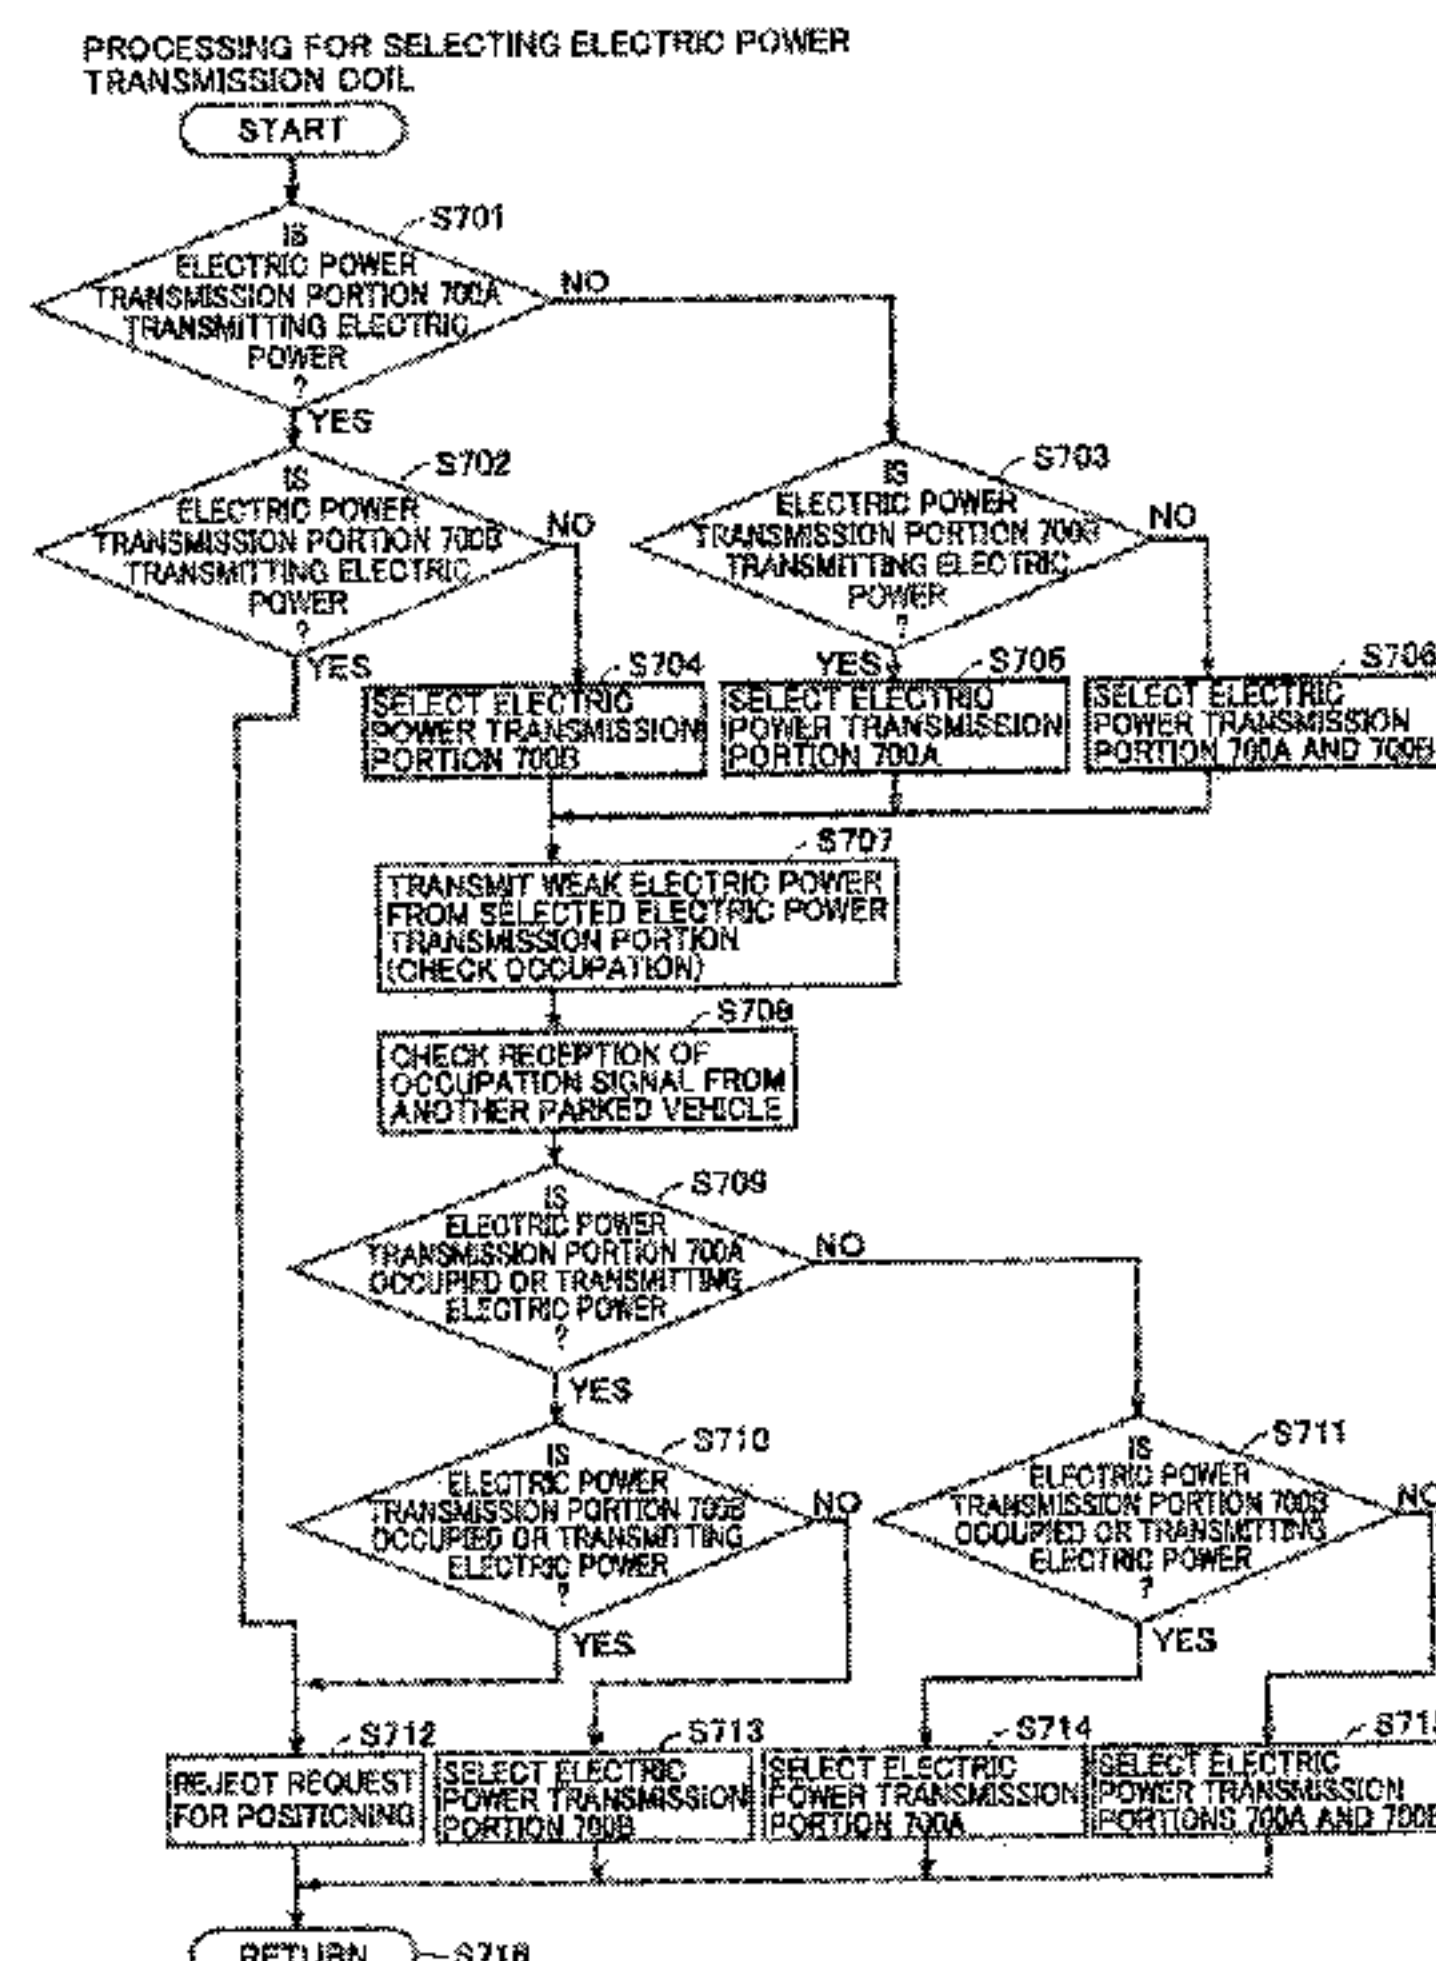 PROCESSING FOR SELECTING ELECTRIC POWER
TRANSMISSION COIL
START
S701
IS
ELECTRIC POWER
TRANSMISSION PORTION 700A
TRANSMITTING ELECTRIC
POWER
?
NO
YES
S702
IS
ELECTRIC POWER
TRANSMISSION PORTION 700B
TRANSMITTING ELECTRIC
POWER
?
NO
YES
S703
IS
ELECTRIC POWER
TRANSMISSION PORTION 700B
TRANSMITTING ELECTRIC
POWER
?
NO
YES
S704
SELECT ELECTRIC
POWER TRANSMISSION
PORTION 700B
S705
SELECT ELECTRIC
POWER TRANSMISSION
PORTION 700A
S706
SELECT ELECTRIC
POWER TRANSMISSION
PORTION 700A AND 700B
S707
TRANSMIT WEAK ELECTRIC POWER
FROM SELECTED ELECTRIC POWER
TRANSMISSION PORTION
(CHECK OCCUPATION)
S708
CHECK RECEPTION OF
OCCUPATION SIGNAL FROM
ANOTHER PARKED VEHICLE
S709
IS
ELECTRIC POWER
TRANSMISSION PORTION 700A
OCCUPIED OR TRANSMITTING
ELECTRIC POWER
?
NO
YES
S710
IS
ELECTRIC POWER
TRANSMISSION PORTION 700B
OCCUPIED OR TRANSMITTING
ELECTRIC POWER
?
NO
YES
S711
IS
ELECTRIC POWER
TRANSMISSION PORTION 700B
OCCUPIED OR TRANSMITTING
ELECTRIC POWER
?
NO
YES
S712
REJECT REQUEST
FOR POSITIONING
S713
SELECT ELECTRIC
POWER TRANSMISSION
PORTION 700B
S714
SELECT ELECTRIC
POWER TRANSMISSION
PORTION 700A
S715
SELECT ELECTRIC
POWER TRANSMISSION
PORTIONS 700A AND 700B
RETURN
S716